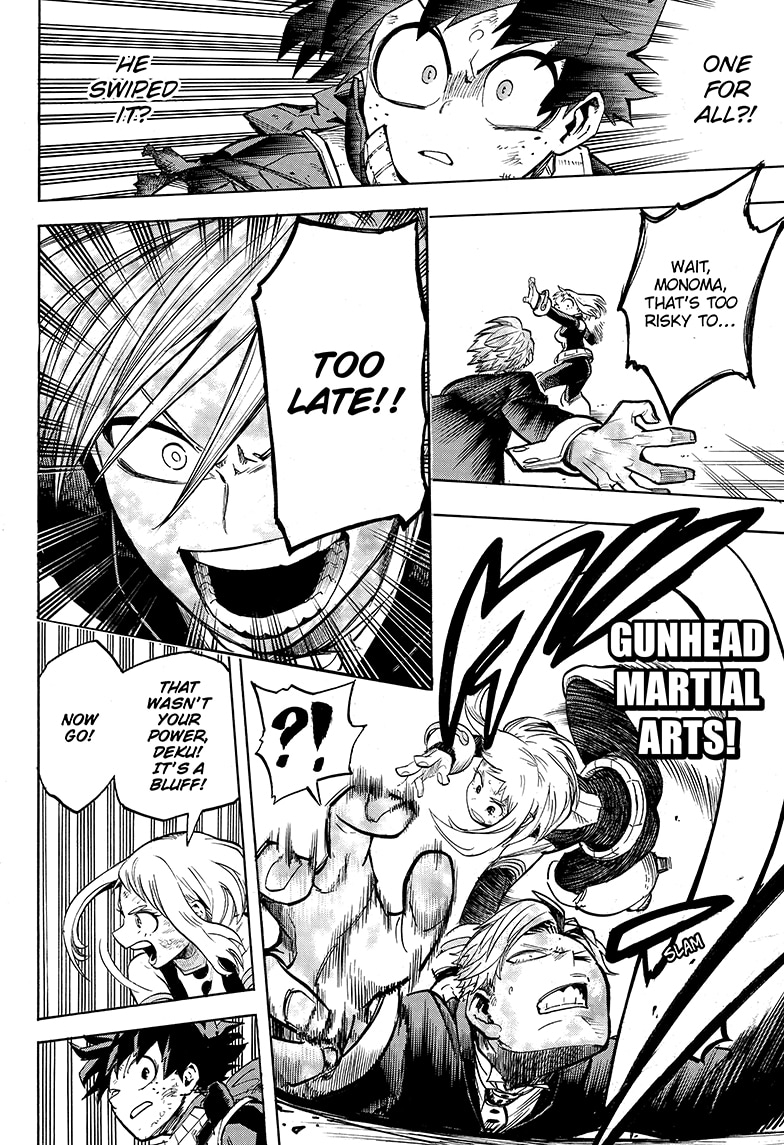 ONE
FOR
ALL?!
HE
SWIPED
IT?
WAIT,
MONOMA,
THAT'S TOO
RISKY TO...
TOO
LATE!!
GUNHEAD
MARTIAL
ARTS!
SLAM
?!
THAT
WASN'T
YOUR
POWER,
DEKU!
IT'S A
BLUFF!
NOW
GO!